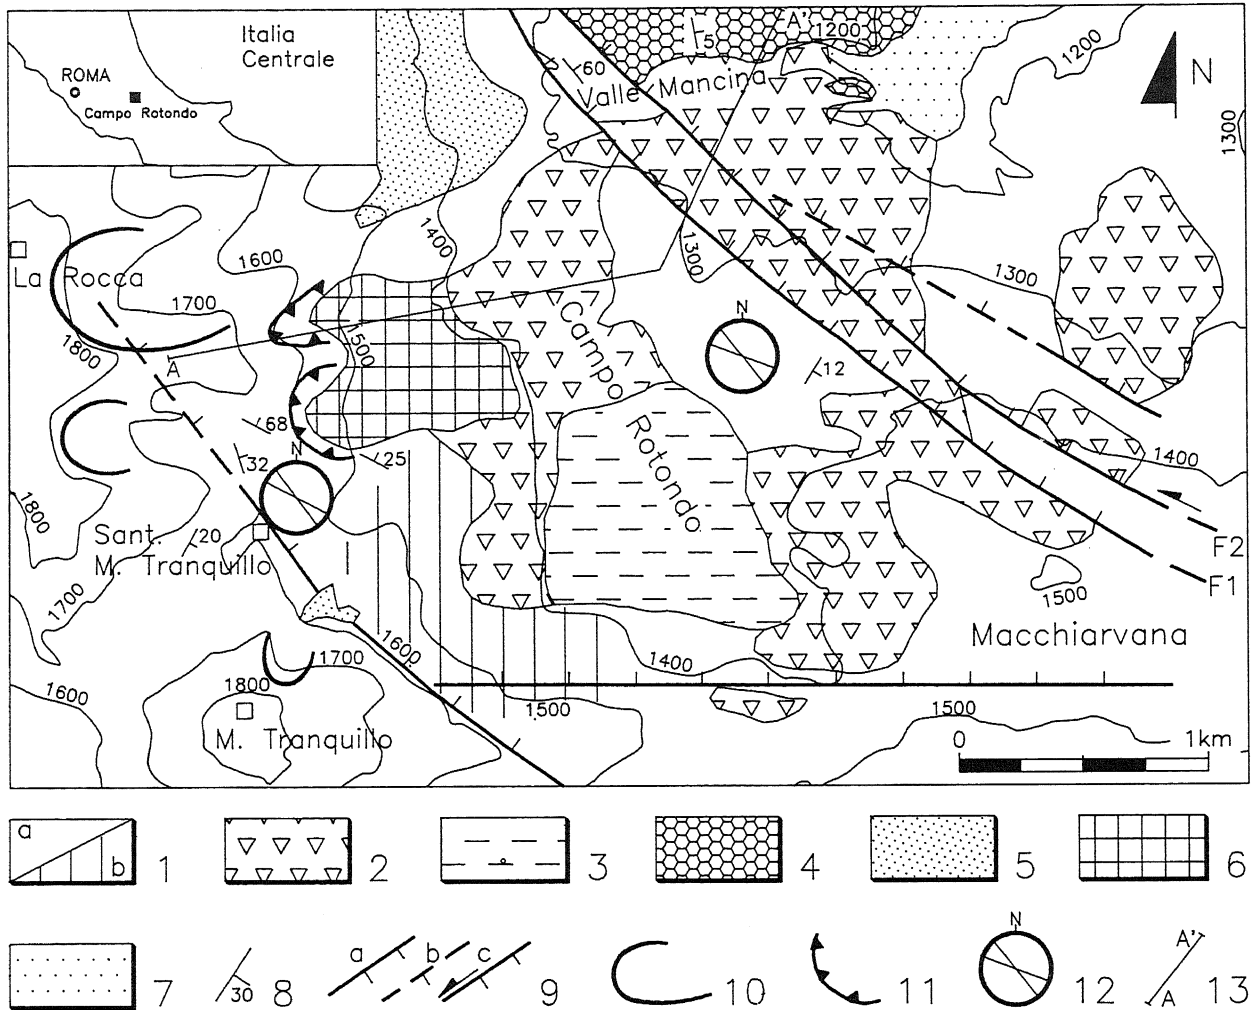 Italia
Centrale
ROMA
Campo Rotondo
A'
1200
1200
N
5
60
Valle Mancina
1300
1400
1600
1300
1300
La Rocca
1700
1800
A
1500
Campo
Rotondo
N
12
68
32
N
25
1400
1800
Sant.
M. Tranquillo
20
F2
F1
1700
1500
Macchiarvana
1600
1700
1400
1600
1800
1500
1500
M. Tranquillo
0 1km
a
b
1
2
3
4
5
6
7
30
8
a b c
9
10
11
N
12
A'
A
13